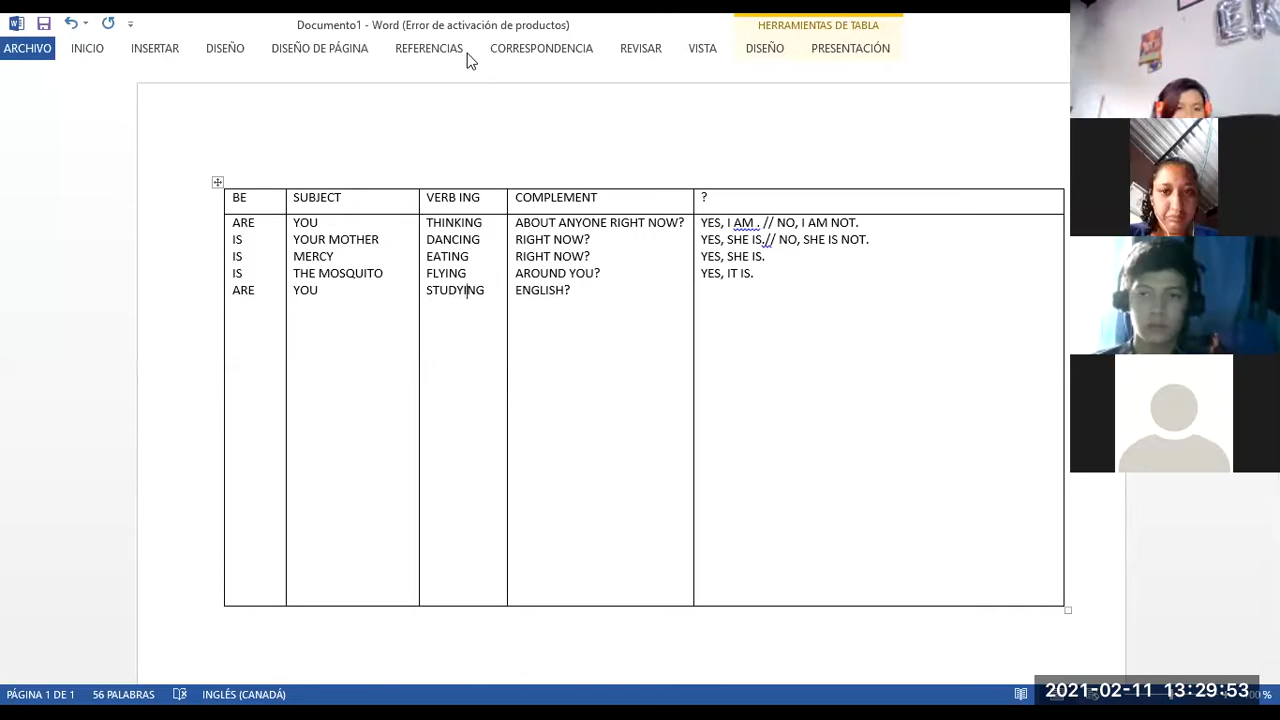 Documento1 - Word (Error de activación de productos)
HERRAMIENTAS DE TABLA
ARCHIVO INICIO INSERTAR DISEÑO DISEÑO DE PÁGINA REFERENCIAS CORRESPONDENCIA REVISAR VISTA DISEÑO PRESENTACIÓN
BE SUBJECT VERB ING COMPLEMENT ?
ARE YOU THINKING ABOUT ANYONE RIGHT NOW? YES, I AM . // NO, I AM NOT.
IS YOUR MOTHER DANCING RIGHT NOW? YES, SHE IS.// NO, SHE IS NOT.
IS MERCY EATING RIGHT NOW? YES, SHE IS.
IS THE MOSQUITO FLYING AROUND YOU? YES, IT IS.
ARE YOU STUDYING ENGLISH?
PÁGINA 1 DE 1 56 PALABRAS INGLÉS (CANADÁ)
2021-02-11 13:29:53